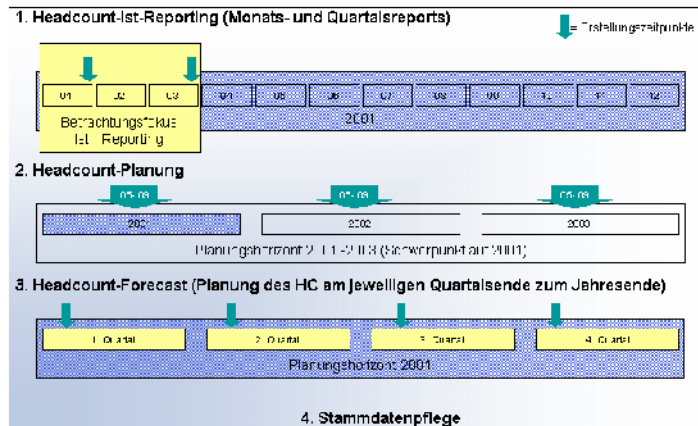 1. Headcount-Ist-Reporting (Monats- und Quartalsreports)
= Erstellungszeitpunkte
01 02 03 04 05 06 07 08 09 10 11 12
Betrachtungsfokus
Ist - Reporting
2001
2. Headcount-Planung
05-09 05-09 05-09
2001 2002 2003
Planungshorizont 2001-2003 (Schwerpunkt auf 2001)
3. Headcount-Forecast (Planung des HC am jeweiligen Quartalsende zum Jahresende)
1. Quartal 2. Quartal 3. Quartal 4. Quartal
Planungshorizont 2001
4. Stammdatenpflege